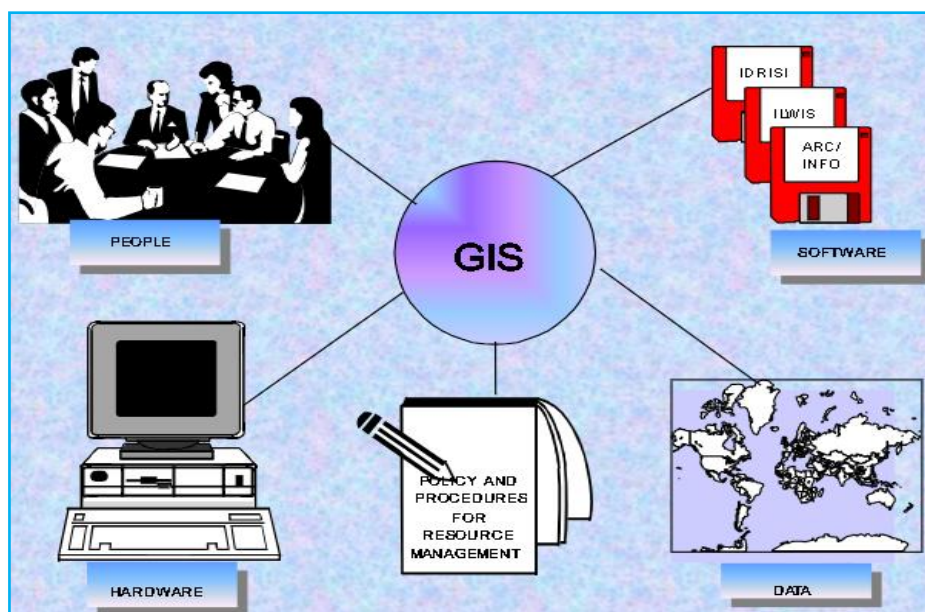 IDRISI
ILWIS
ARC/
INFO
PEOPLE
GIS
SOFTWARE
POLICY AND
PROCEDURES
FOR
RESOURCE
MANAGEMENT
HARDWARE
DATA